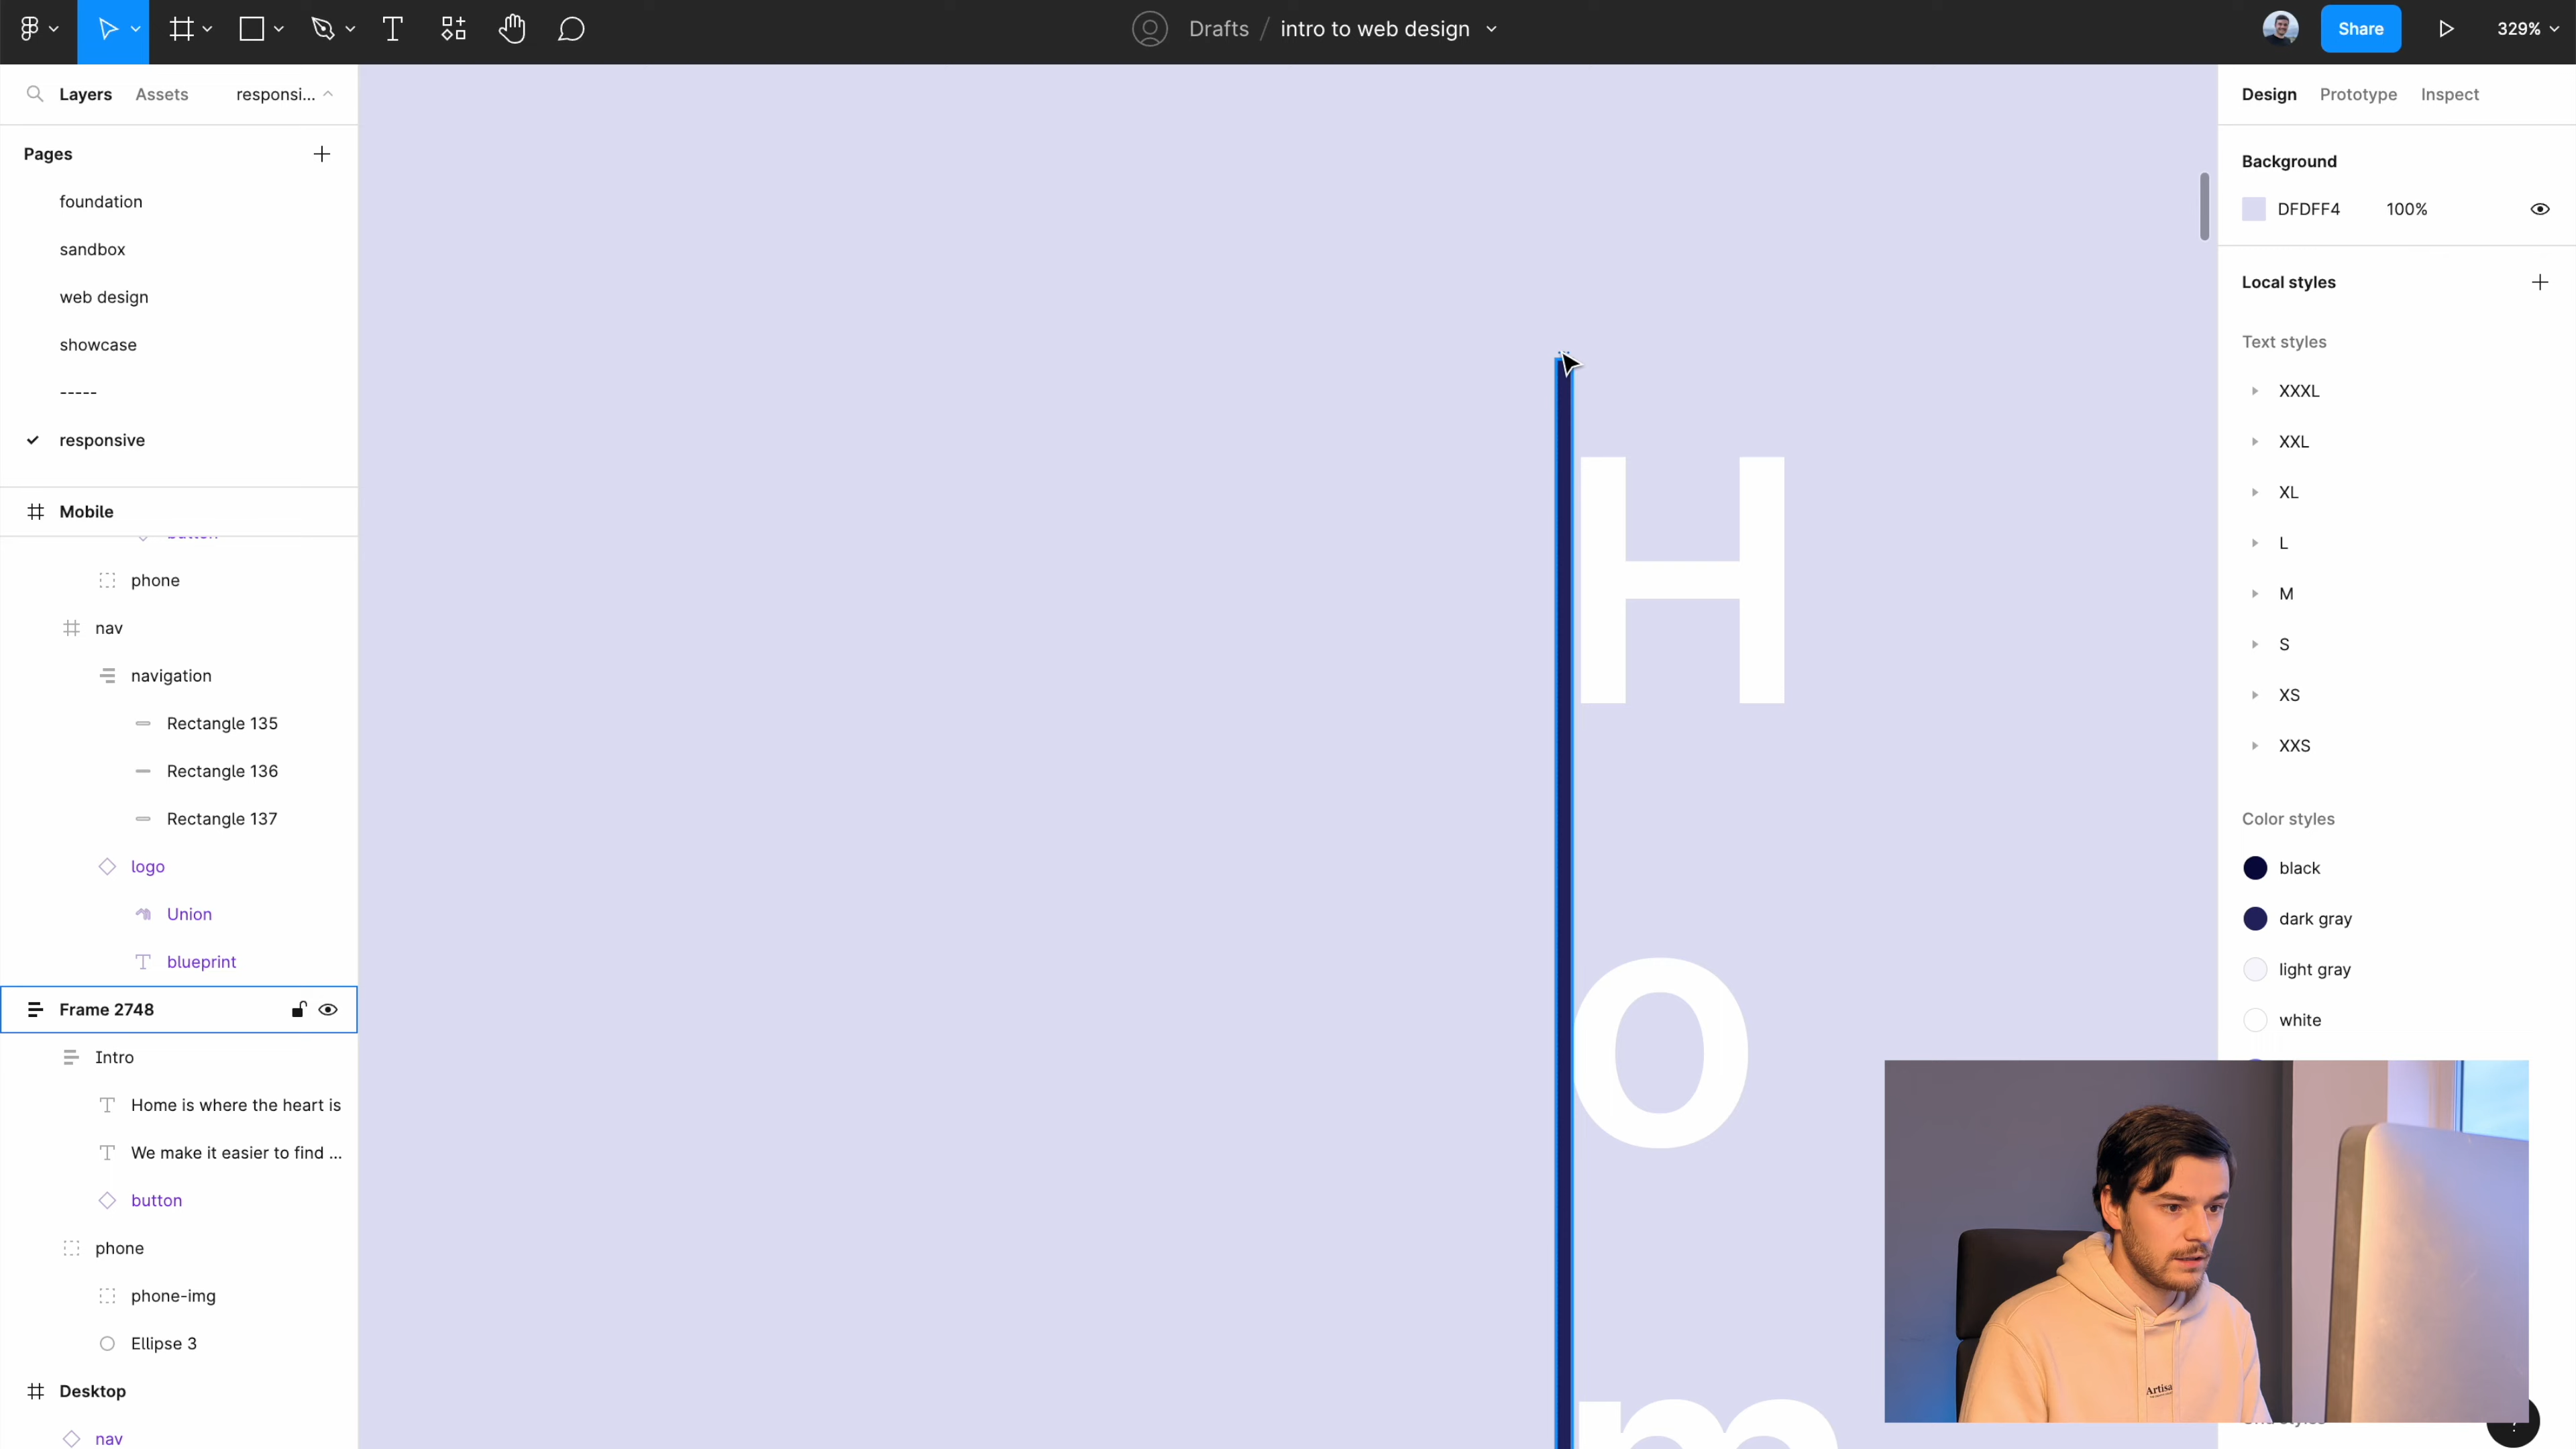 Drafts / intro to web design
Share
329%
Layers
Assets
responsi...
Pages
foundation
sandbox
web design
showcase
-----
responsive
Mobile
button
phone
nav
navigation
Rectangle 135
Rectangle 136
Rectangle 137
logo
Union
blueprint
Frame 2748
Intro
Home is where the heart is
We make it easier to find ...
button
phone
phone-img
Ellipse 3
Desktop
nav
H
o
m
Design
Prototype
Inspect
Background
DFDFF4
100%
Local styles
Text styles
XXXL
XXL
XL
L
M
S
XS
XXS
Color styles
black
dark gray
light gray
white
Artisa